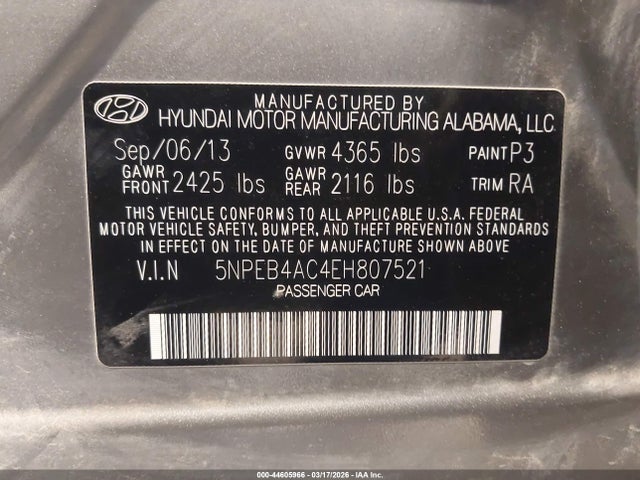 MANUFACTURED BY
HYUNDAI MOTOR MANUFACTURING ALABAMA, LLC.
Sep/06/13 GVWR 4365 lbs PAINT P3
GAWR FRONT 2425 lbs GAWR REAR 2116 lbs TRIM RA
THIS VEHICLE CONFORMS TO ALL APPLICABLE U.S.A. FEDERAL
MOTOR VEHICLE SAFETY, BUMPER, AND THEFT PREVENTION STANDARDS
IN EFFECT ON THE DATE OF MANUFACTURE SHOWN ABOVE.
V.I.N 5NPEB4AC4EH807521
PASSENGER CAR
000-44605966 - 03/17/2026 - IAA Inc.